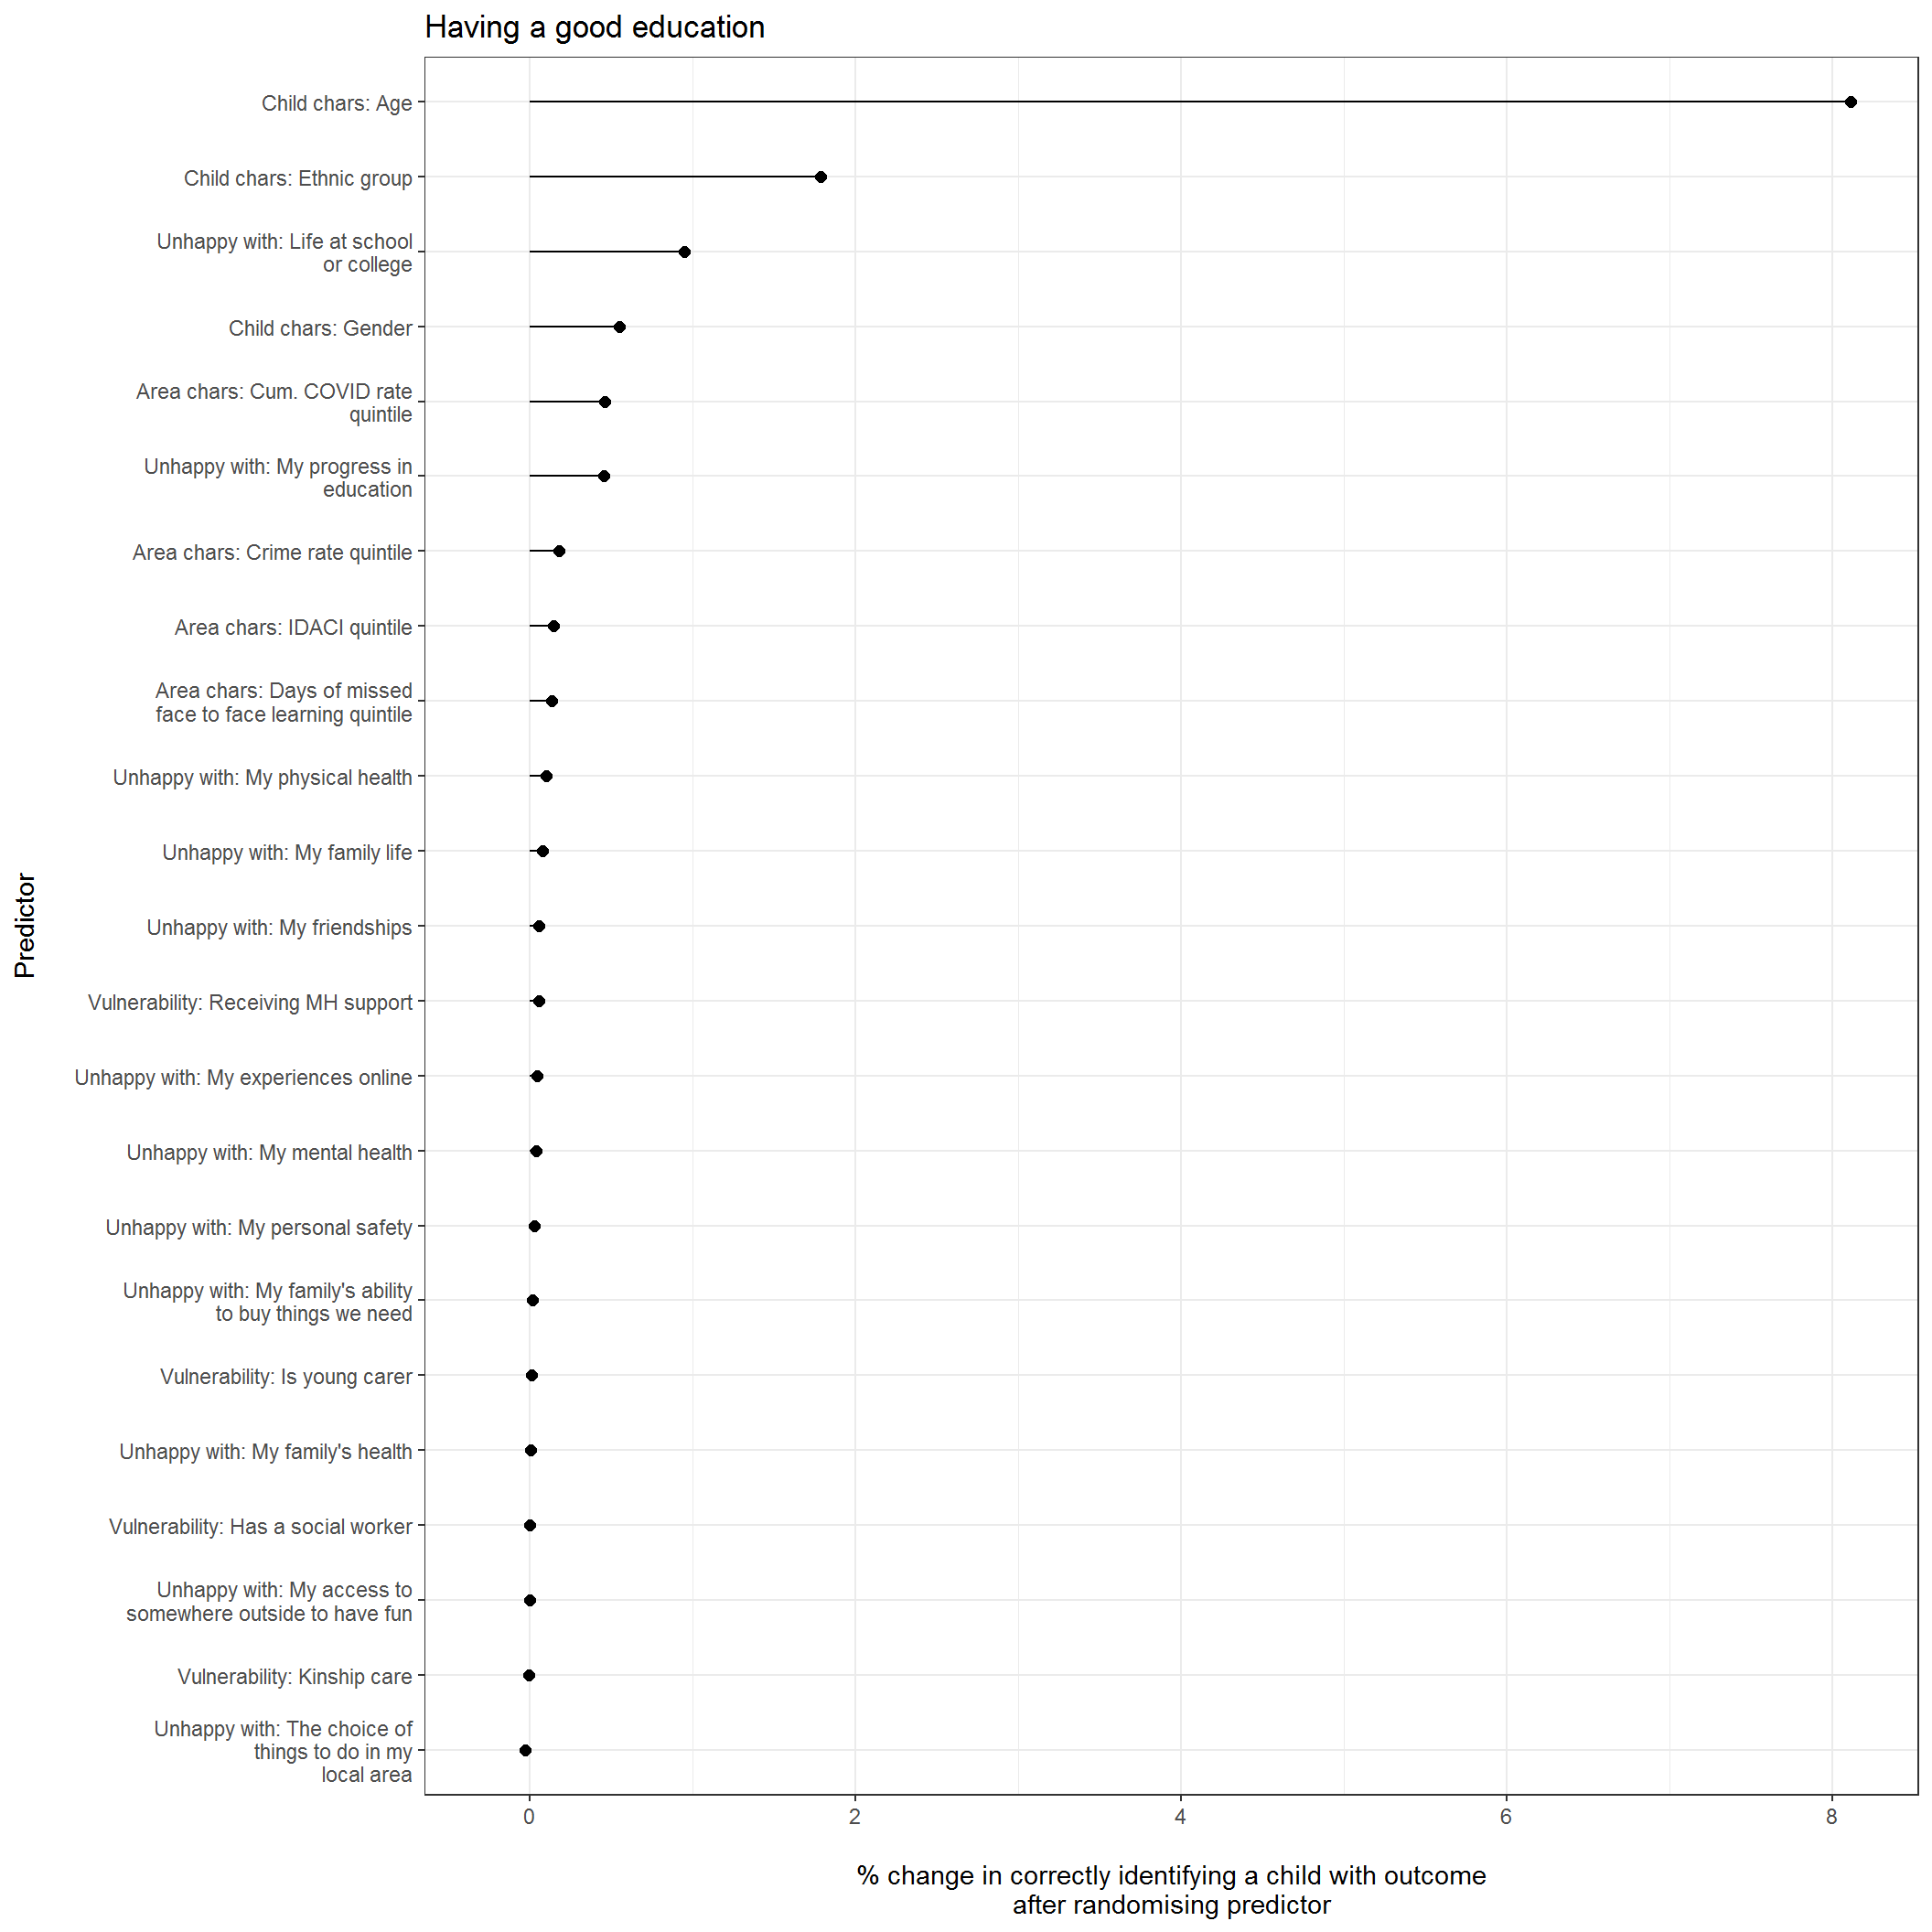 Having a good education
Child chars: Age
Child chars: Ethnic group
Unhappy with: Life at school
or college
Child chars: Gender
Area chars: Cum. COVID rate
quintile
Unhappy with: My progress in
education
Area chars: Crime rate quintile
Area chars: IDACI quintile
Area chars: Days of missed
face to face learning quintile
Unhappy with: My physical health
Unhappy with: My family life
Unhappy with: My friendships
Vulnerability: Receiving MH support
Unhappy with: My experiences online
Unhappy with: My mental health
Unhappy with: My personal safety
Unhappy with: My family's ability
to buy things we need
Vulnerability: Is young carer
Unhappy with: My family's health
Vulnerability: Has a social worker
Unhappy with: My access to
somewhere outside to have fun
Vulnerability: Kinship care
Unhappy with: The choice of
things to do in my
local area
Predictor
0 2 4 6 8
% change in correctly identifying a child with outcome
after randomising predictor